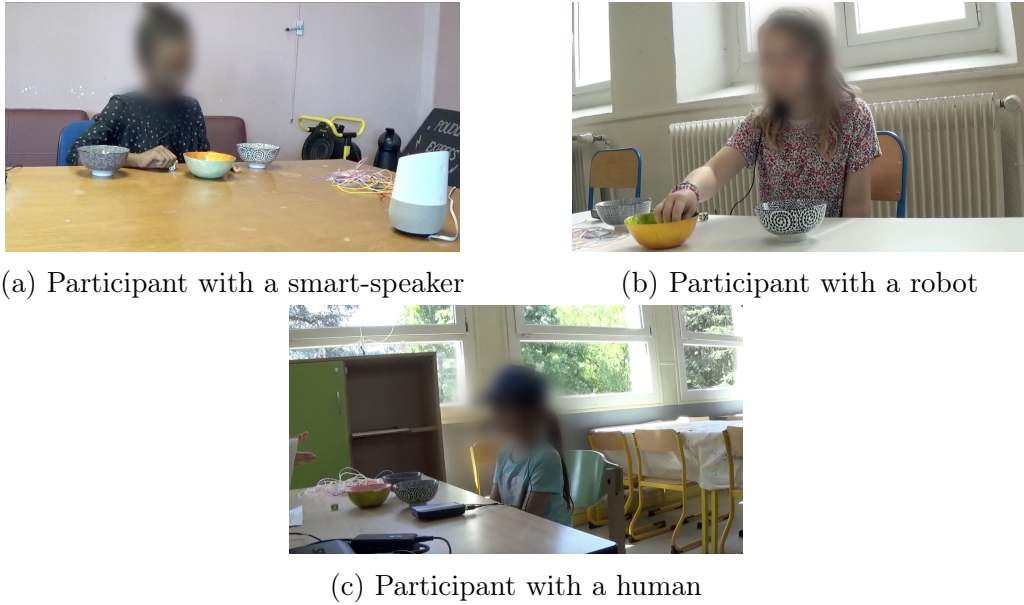 (a) Participant with a smart-speaker
(b) Participant with a robot
(c) Participant with a human